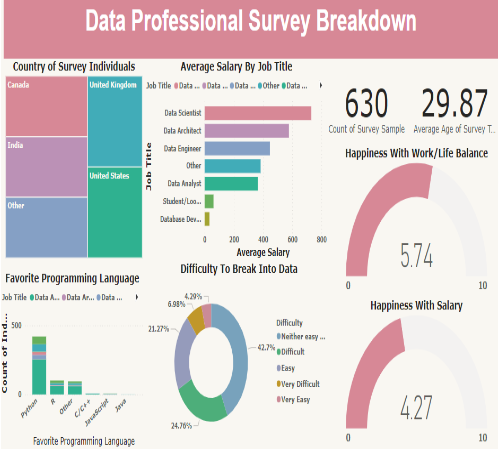 Data Professional Survey Breakdown
Country of Survey Individuals
Canada
United Kingdom
India
United States
Other
Average Salary By Job Title
Job Title Data ... Data ... Data ... Other Data ...
Job Title
Data Scientist
Data Architect
Data Engineer
Other
Data Analyst
Student/Loo...
Database Dev...
0 200 400 600 800
Average Salary
630
Count of Survey Sample
29.87
Average Age of Survey T...
Happiness With Work/Life Balance
5.74
0 10
Favorite Programming Language
Job Title Data A... Data Ar... Data ...
Count of Ind...
500
0
Python R Other C/C++ JavaScript Java
Favorite Programming Language
Difficulty To Break Into Data
4.29%
6.98%
21.27%
42.7%
24.76%
Difficulty
Neither easy ...
Difficult
Easy
Very Difficult
Very Easy
Happiness With Salary
4.27
0 10